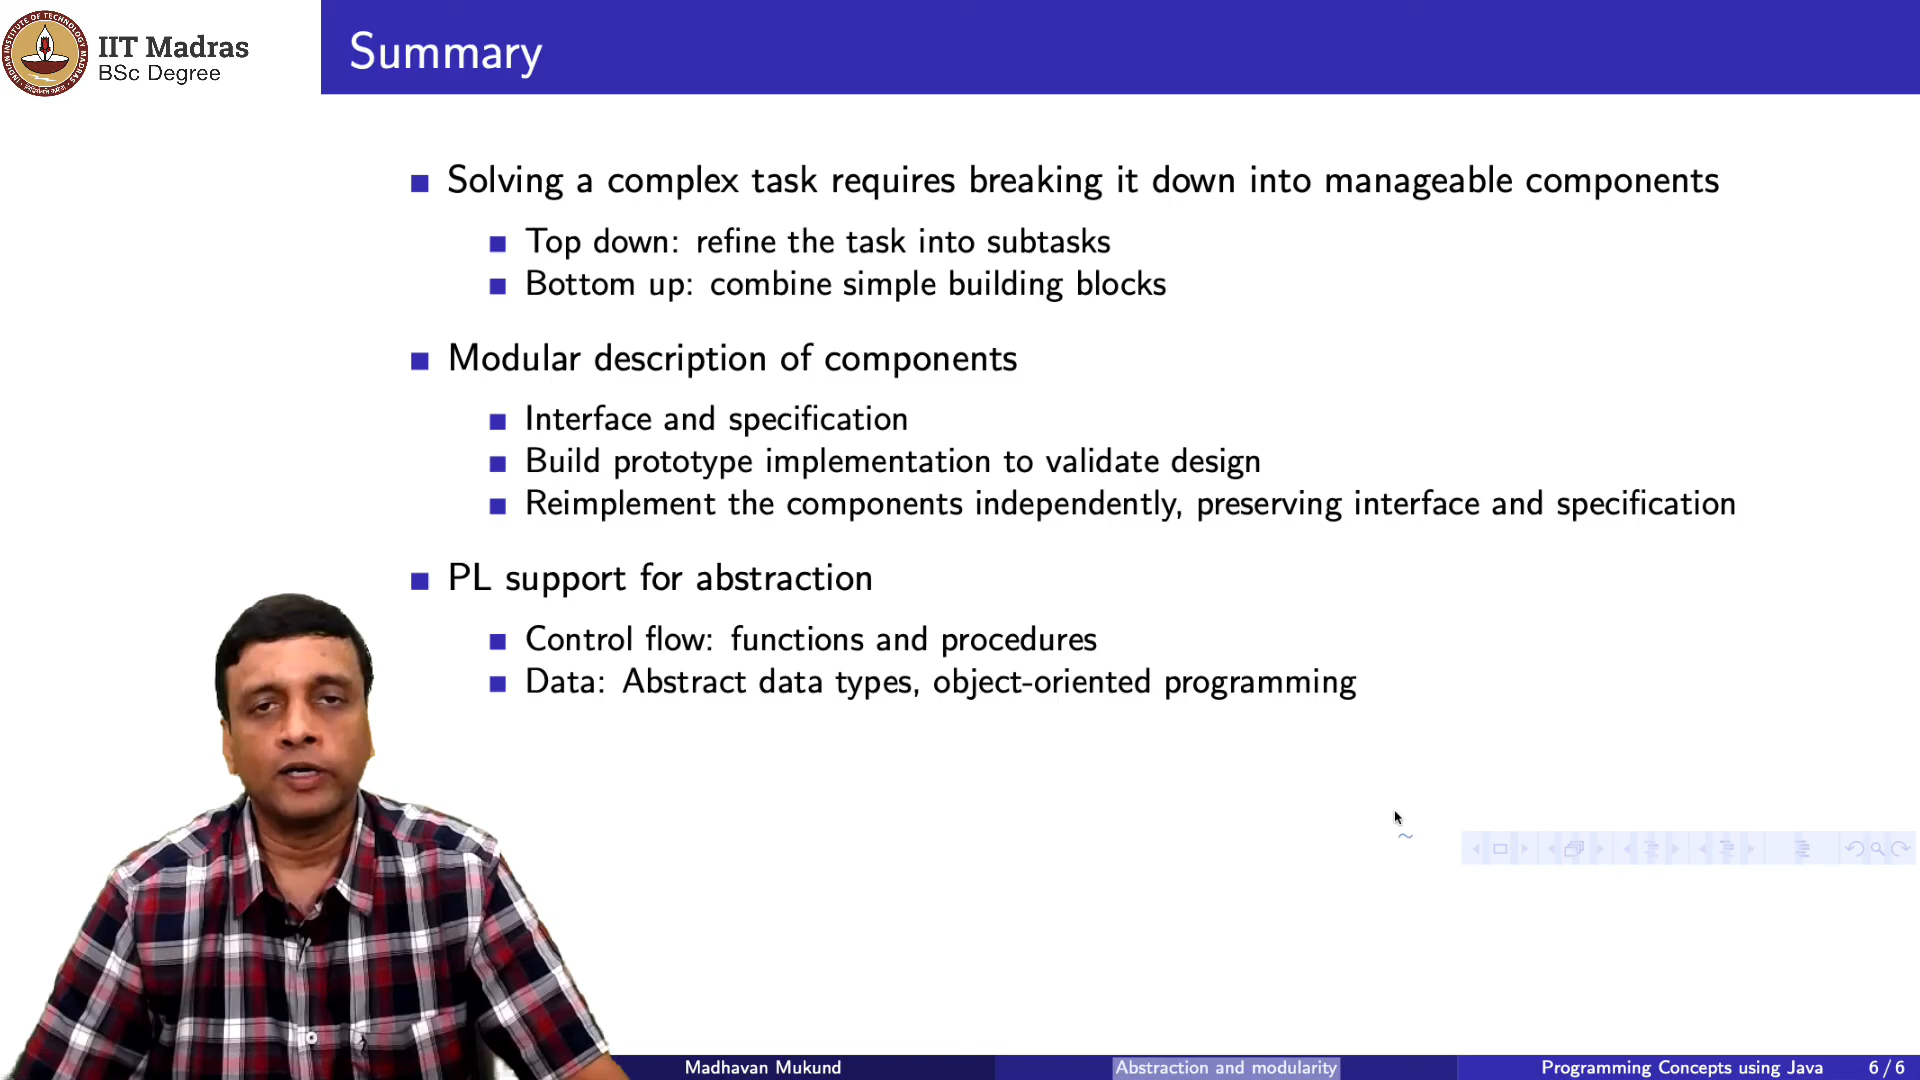 IIT Madras
BSc Degree
Summary
Solving a complex task requires breaking it down into manageable components
Top down: refine the task into subtasks
Bottom up: combine simple building blocks
Modular description of components
Interface and specification
Build prototype implementation to validate design
Reimplement the components independently, preserving interface and specification
PL support for abstraction
Control flow: functions and procedures
Data: Abstract data types, object-oriented programming
Madhavan Mukund
Abstraction and modularity
Programming Concepts using Java
6 / 6